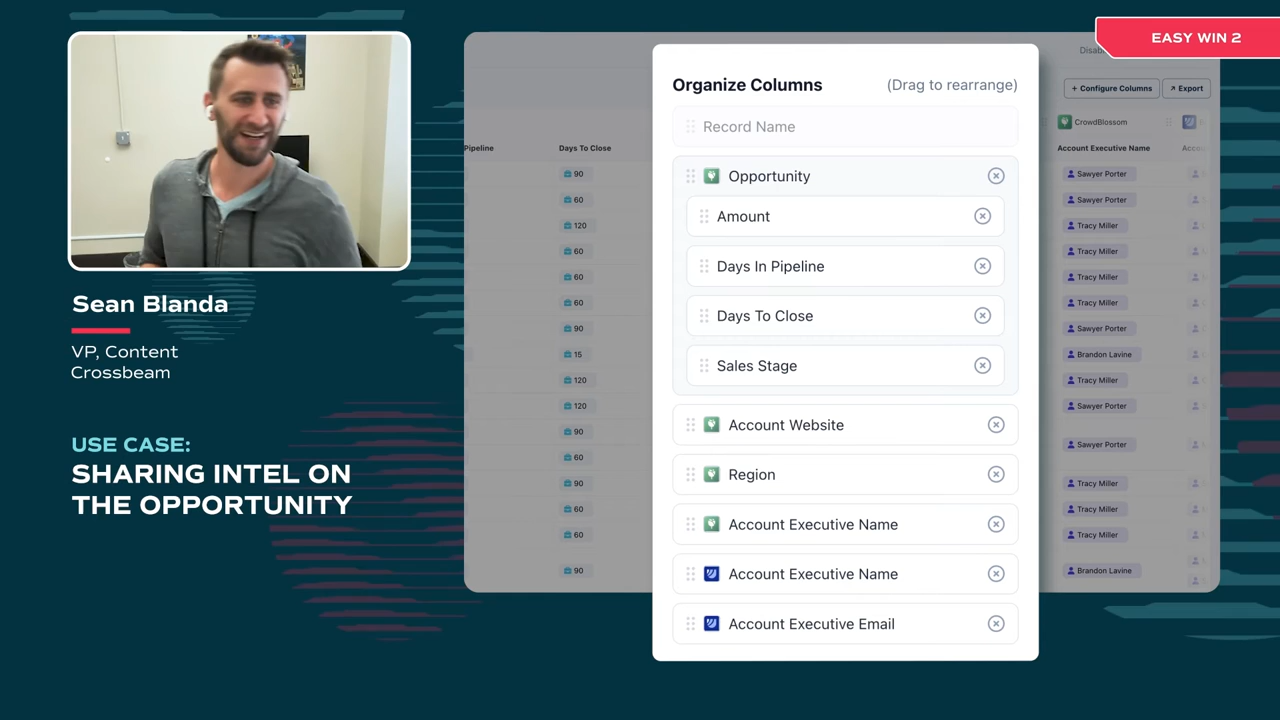 EASY WIN 2
Sean Blanda
VP, Content
Crossbeam
USE CASE:
SHARING INTEL ON
THE OPPORTUNITY
Organize Columns
(Drag to rearrange)
Record Name
Opportunity
Amount
Days In Pipeline
Days To Close
Sales Stage
Account Website
Region
Account Executive Name
Account Executive Name
Account Executive Email
Pipeline
Days To Close
90
60
120
60
60
60
90
15
120
120
90
60
90
60
60
90
+ Configure Columns
Export
CrowdBlossom
Account Executive Name
Sawyer Porter
Sawyer Porter
Tracy Miller
Tracy Miller
Tracy Miller
Tracy Miller
Sawyer Porter
Brandon Lavine
Tracy Miller
Sawyer Porter
Sawyer Porter
Tracy Miller
Tracy Miller
Tracy Miller
Brandon Lavine